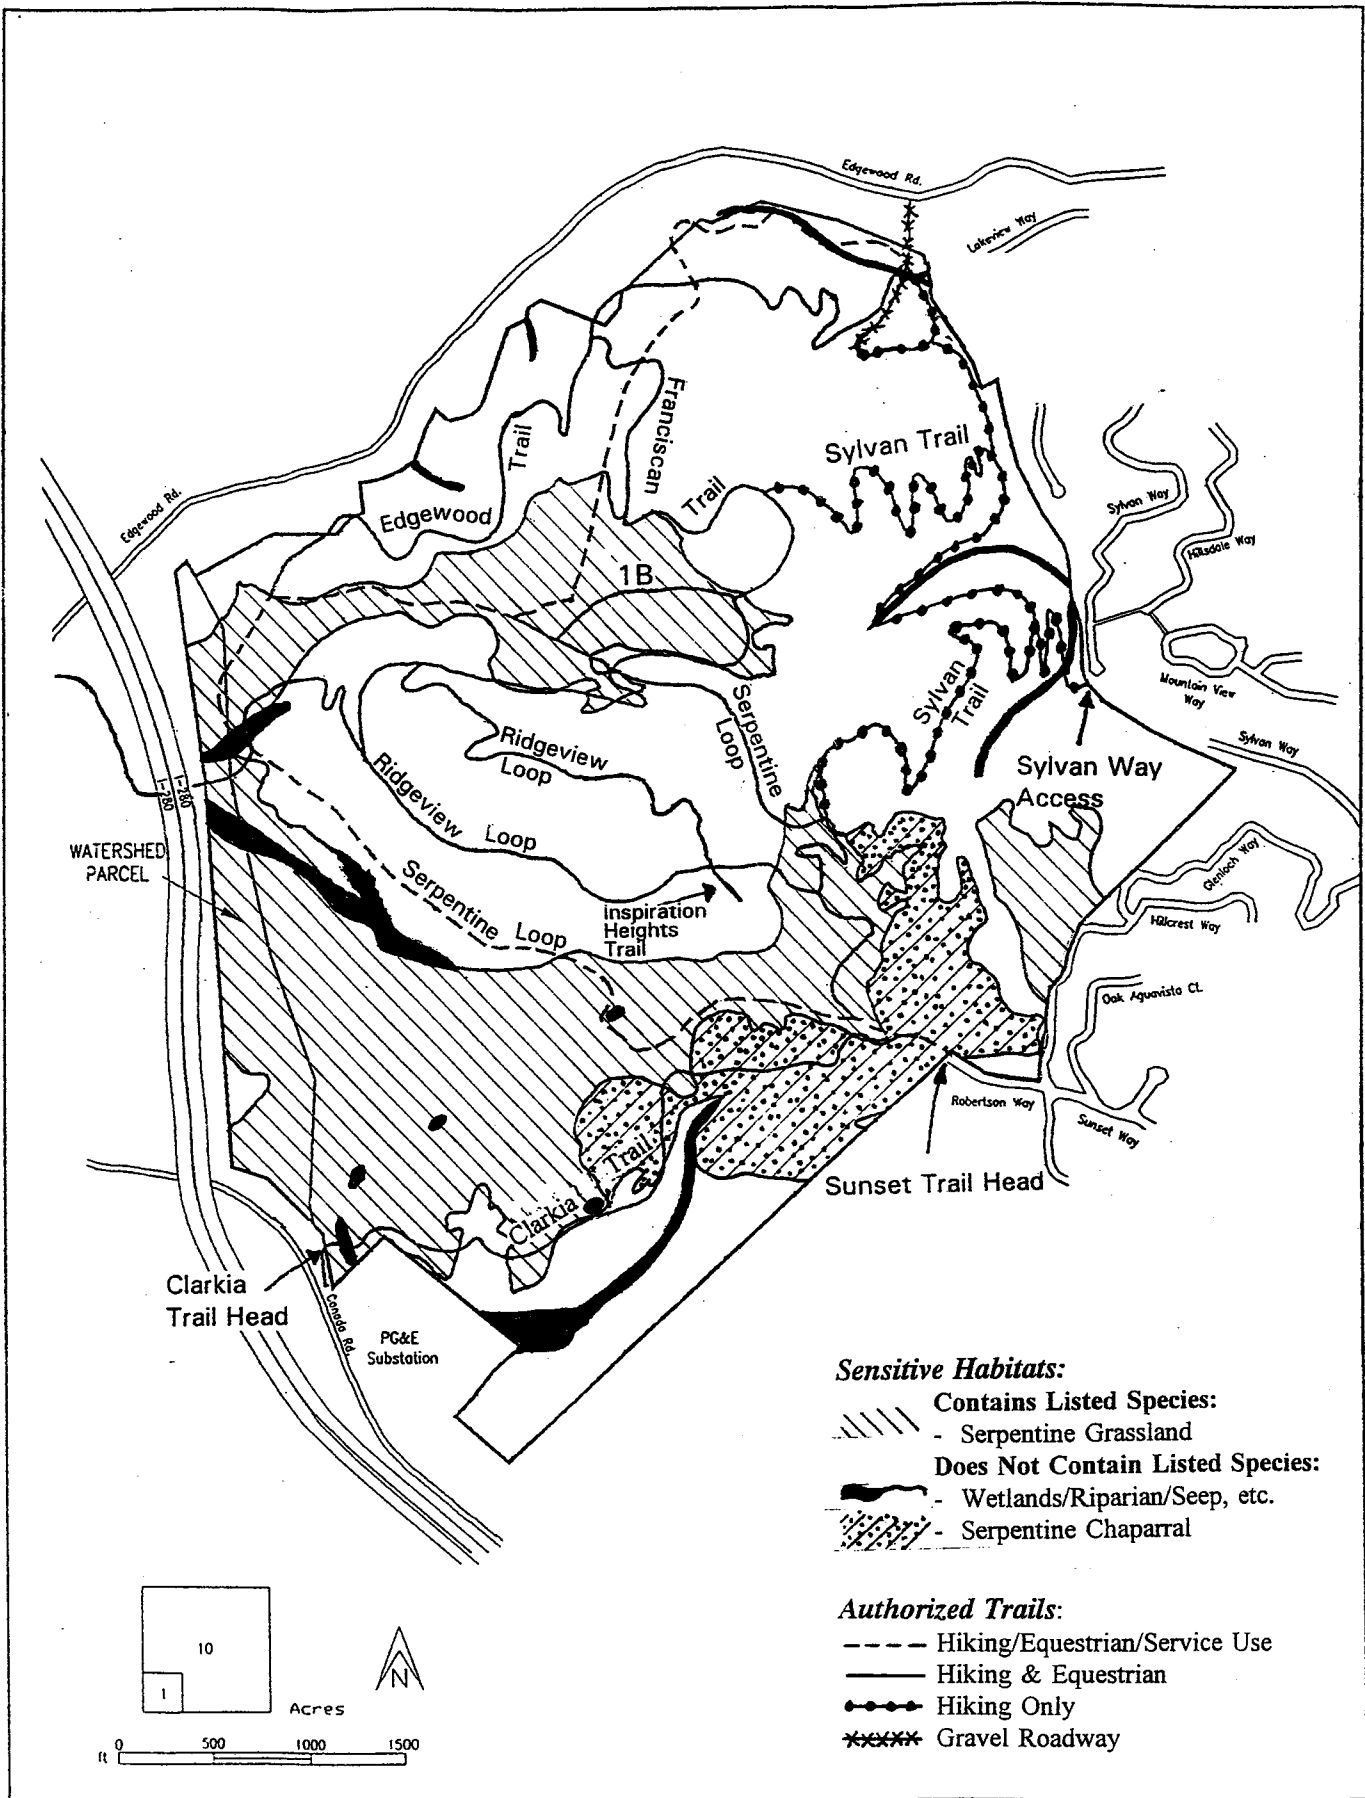 Edgewood Rd.
Lakeview Way
Franciscan
Trail
Sylvan Trail
Trail
Edgewood
Edgewood Rd.
Trail
Sylvan Way
Hillsdale Way
1B
Sylvan
Trail
Mountain View
Way
Serpentine
Loop
Ridgeview
Loop
Sylvan Way
Sylvan Way
Access
Ridgeview Loop
I-280
I-280
WATERSHED
PARCEL
Glenloch Way
Serpentine Loop
Inspiration
Heights
Trail
Hillcrest Way
Oak Aguavista Ct.
Robertson Way
Sunset Way
Clarkia Trail
Sunset Trail Head
Clarkia
Trail Head
Canada Rd.
PG&E
Substation
Sensitive Habitats:
Contains Listed Species:
- Serpentine Grassland
Does Not Contain Listed Species:
- Wetlands/Riparian/Seep, etc.
- Serpentine Chaparral
Authorized Trails:
Hiking/Equestrian/Service Use
Hiking & Equestrian
Hiking Only
Gravel Roadway
10
1
Acres
N
ft 0 500 1000 1500